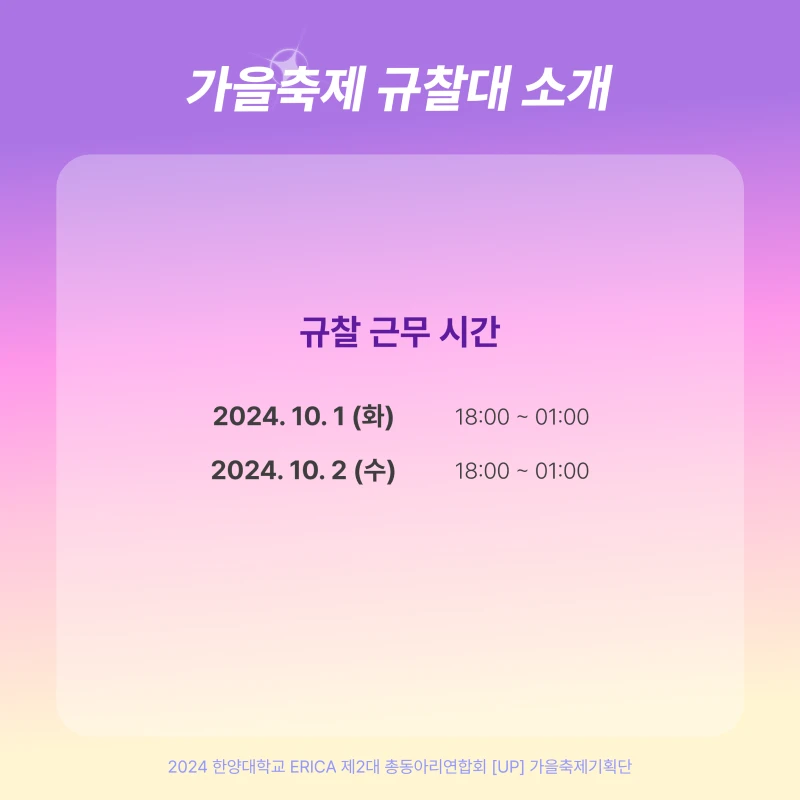 가을축제 규찰대 소개
규찰 근무 시간
2024. 10. 1 (화) 18:00 ~ 01:00
2024. 10. 2 (수) 18:00 ~ 01:00
2024 한양대학교 ERICA 제2대 총동아리연합회 [UP] 가을축제기획단